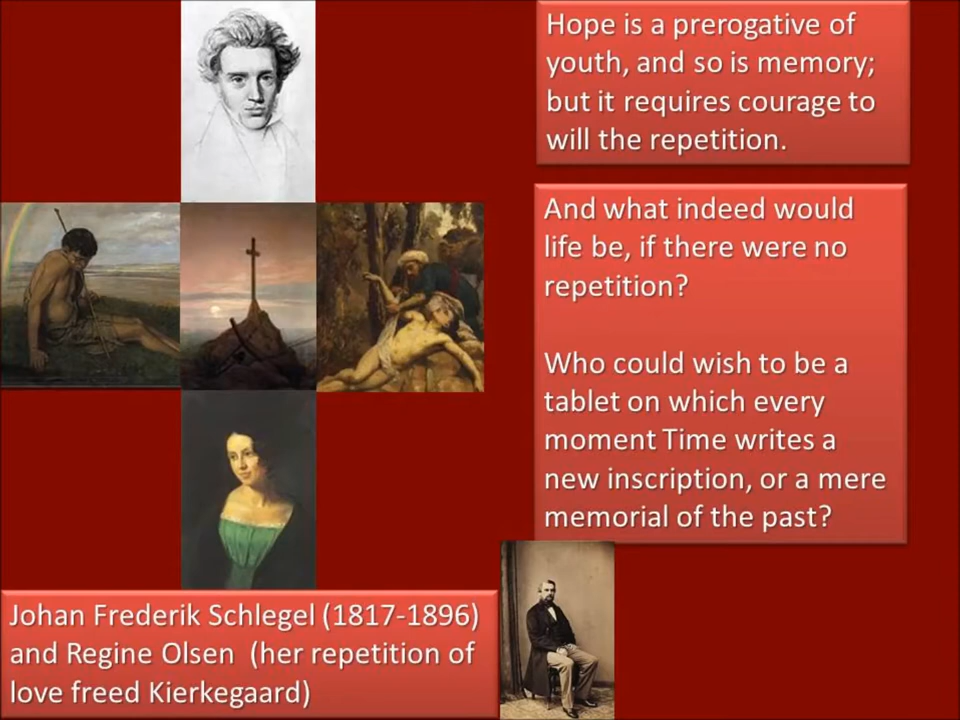 Hope is a prerogative of
youth, and so is memory;
but it requires courage to
will the repetition.
And what indeed would
life be, if there were no
repetition?
Who could wish to be a
tablet on which every
moment Time writes a
new inscription, or a mere
memorial of the past?
Johan Frederik Schlegel (1817-1896)
and Regine Olsen (her repetition of
love freed Kierkegaard)